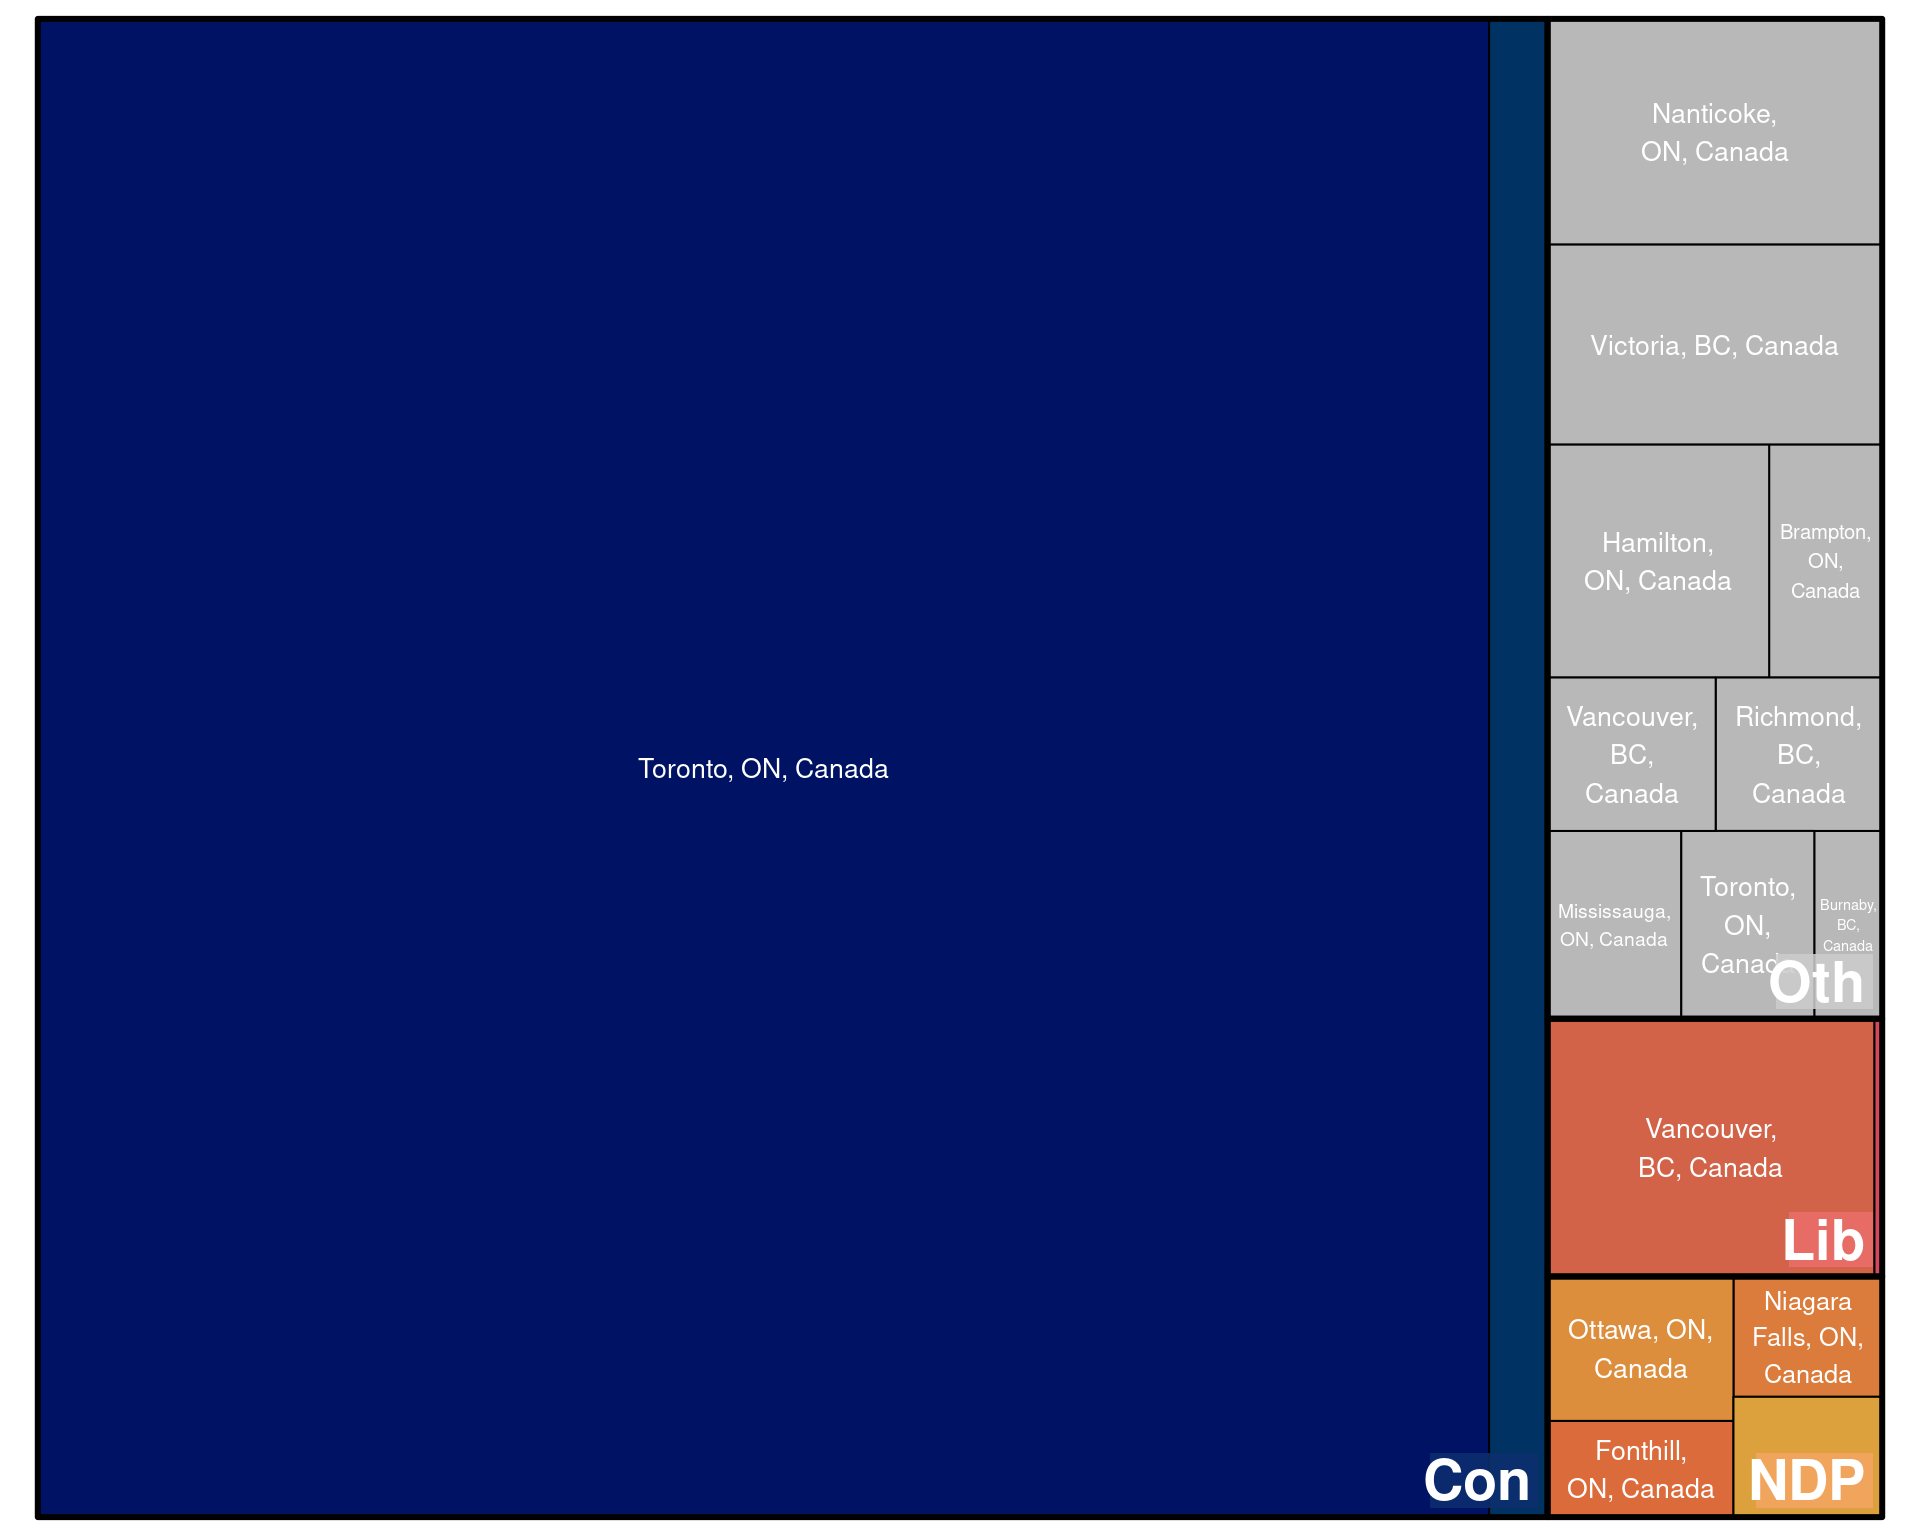 Toronto, ON, Canada
Con
Nanticoke,
ON, Canada
Victoria, BC, Canada
Hamilton,
ON, Canada
Brampton,
ON,
Canada
Vancouver,
BC,
Canada
Richmond,
BC,
Canada
Mississauga,
ON, Canada
Toronto,
ON,
Canada
Burnaby,
BC,
Canada
Oth
Vancouver,
BC, Canada
Lib
Ottawa, ON,
Canada
Niagara
Falls, ON,
Canada
Fonthill,
ON, Canada
NDP